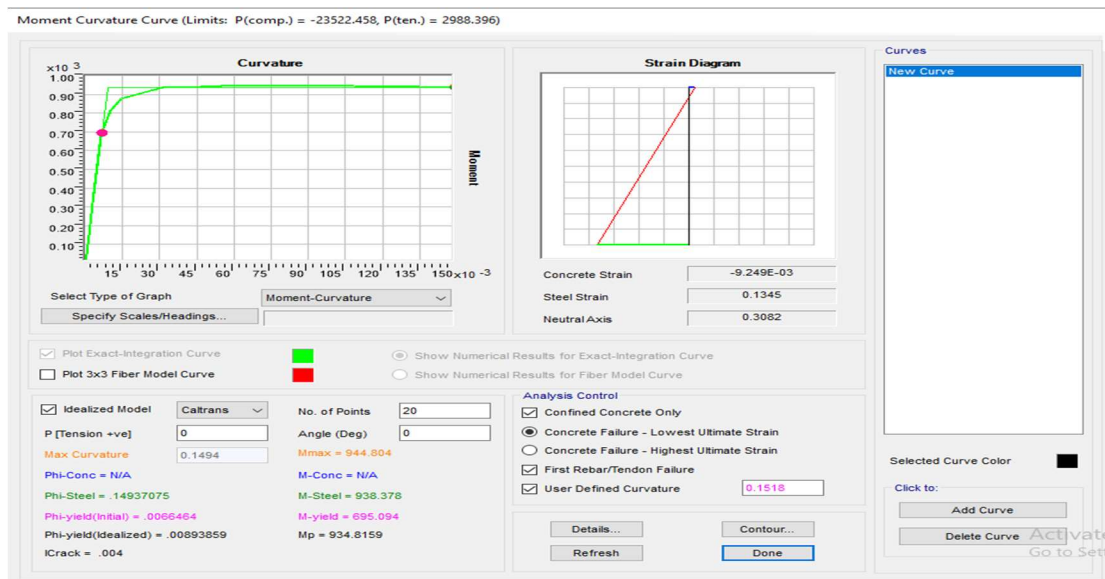 Moment Curvature Curve (Limits: P(comp.) = -23522.458, P(ten.) = 2988.396)
Curvature
x10 3
1.00
0.90
0.80
0.70
0.60
0.50
0.40
0.30
0.20
0.10
Moment
15 30 45 60 75 90 105 120 135 150 x10 -3
Select Type of Graph
Moment-Curvature
Specify Scales/Headings...
Strain Diagram
Concrete Strain
-9.249E-03
Steel Strain
0.1345
Neutral Axis
0.3082
Curves
New Curve
Plot Exact-Integration Curve
Show Numerical Results for Exact-Integration Curve
Plot 3x3 Fiber Model Curve
Show Numerical Results for Fiber Model Curve
Idealized Model
Caltrans
No. of Points
20
P [Tension +ve]
0
Angle (Deg)
0
Max Curvature
0.1494
Mmax = 944.804
Phi-Conc = N/A
M-Conc = N/A
Phi-Steel = .14937075
M-Steel = 938.378
Phi-yield(Initial) = .0066464
M-yield = 695.094
Phi-yield(Idealized) = .00893859
Mp = 934.8159
ICrack = .004
Analysis Control
Confined Concrete Only
Concrete Failure - Lowest Ultimate Strain
Concrete Failure - Highest Ultimate Strain
First Rebar/Tendon Failure
User Defined Curvature
0.1518
Details...
Contour...
Refresh
Done
Selected Curve Color
Click to:
Add Curve
Delete Curve
Activate
Go to Sett